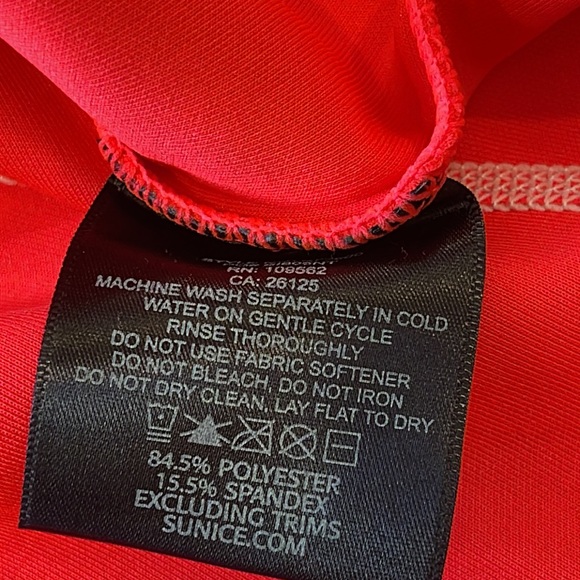 RN: 109562
CA: 26125
MACHINE WASH SEPARATELY IN COLD
WATER ON GENTLE CYCLE
RINSE THOROUGHLY
DO NOT USE FABRIC SOFTENER
DO NOT BLEACH, DO NOT IRON
DO NOT DRY CLEAN, LAY FLAT TO DRY
84.5% POLYESTER
15.5% SPANDEX
EXCLUDING TRIMS
SUNICE.COM